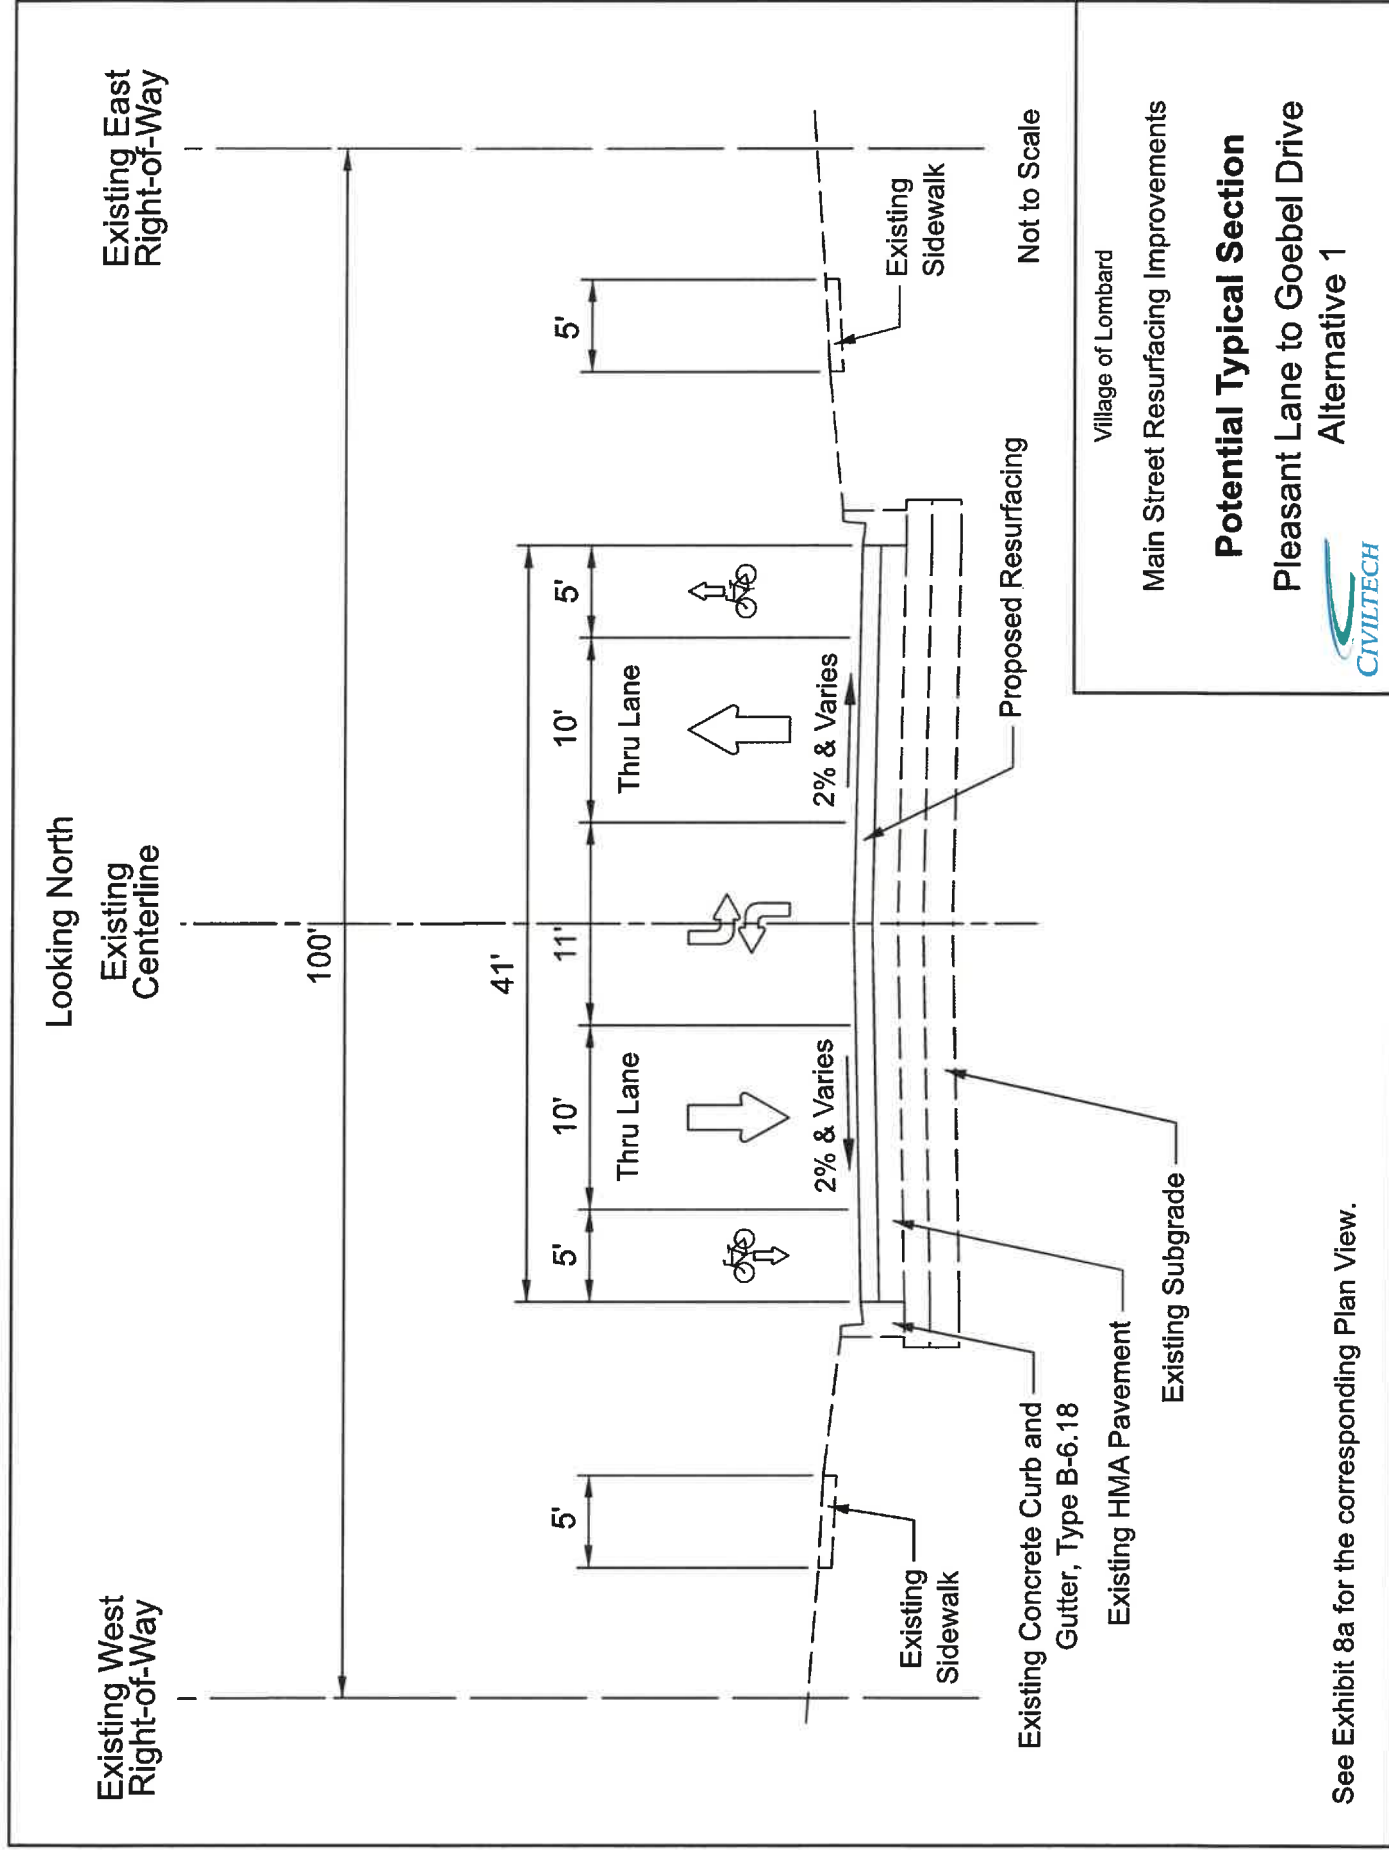 Looking North
Existing West
Right-of-Way
Existing
Centerline
Existing East
Right-of-Way
100'
41'
5'
5'
10'
11'
10'
5'
5'
Thru Lane
Thru Lane
2% & Varies
2% & Varies
Existing
Sidewalk
Existing
Sidewalk
Existing Concrete Curb and
Gutter, Type B-6.18
Existing HMA Pavement
Existing Subgrade
Proposed Resurfacing
Not to Scale
See Exhibit 8a for the corresponding Plan View.
Village of Lombard
Main Street Resurfacing Improvements
Potential Typical Section
Pleasant Lane to Goebel Drive
Alternative 1
CIVILTECH